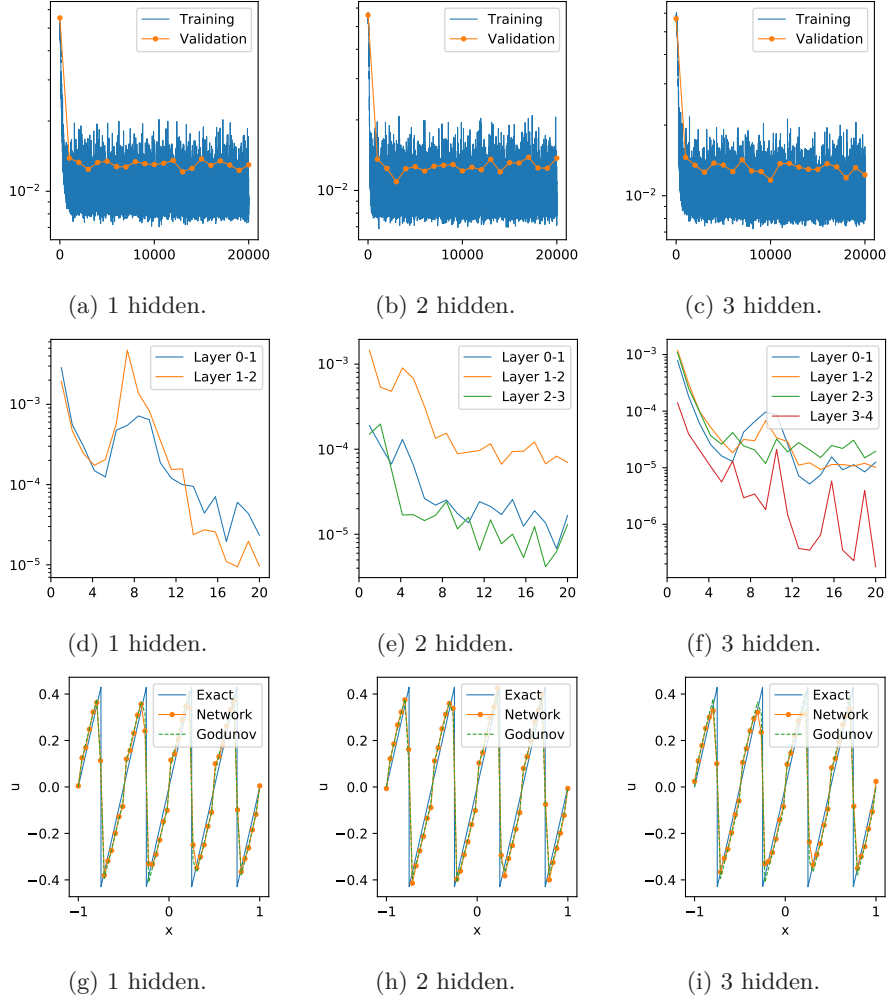 Training
Validation
10⁻²
0 10000 20000
(a) 1 hidden.
Training
Validation
10⁻²
0 10000 20000
(b) 2 hidden.
Training
Validation
10⁻²
0 10000 20000
(c) 3 hidden.
Layer 0-1
Layer 1-2
10⁻³
10⁻⁴
10⁻⁵
0 4 8 12 16 20
(d) 1 hidden.
Layer 0-1
Layer 1-2
Layer 2-3
10⁻³
10⁻⁴
10⁻⁵
0 4 8 12 16 20
(e) 2 hidden.
Layer 0-1
Layer 1-2
Layer 2-3
Layer 3-4
10⁻³
10⁻⁴
10⁻⁵
10⁻⁶
0 4 8 12 16 20
(f) 3 hidden.
Exact
Network
Godunov
0.4
0.2
0.0
−0.2
−0.4
u
−1 0 1
x
(g) 1 hidden.
Exact
Network
Godunov
0.4
0.2
0.0
−0.2
−0.4
u
−1 0 1
x
(h) 2 hidden.
Exact
Network
Godunov
0.4
0.2
0.0
−0.2
−0.4
u
−1 0 1
x
(i) 3 hidden.